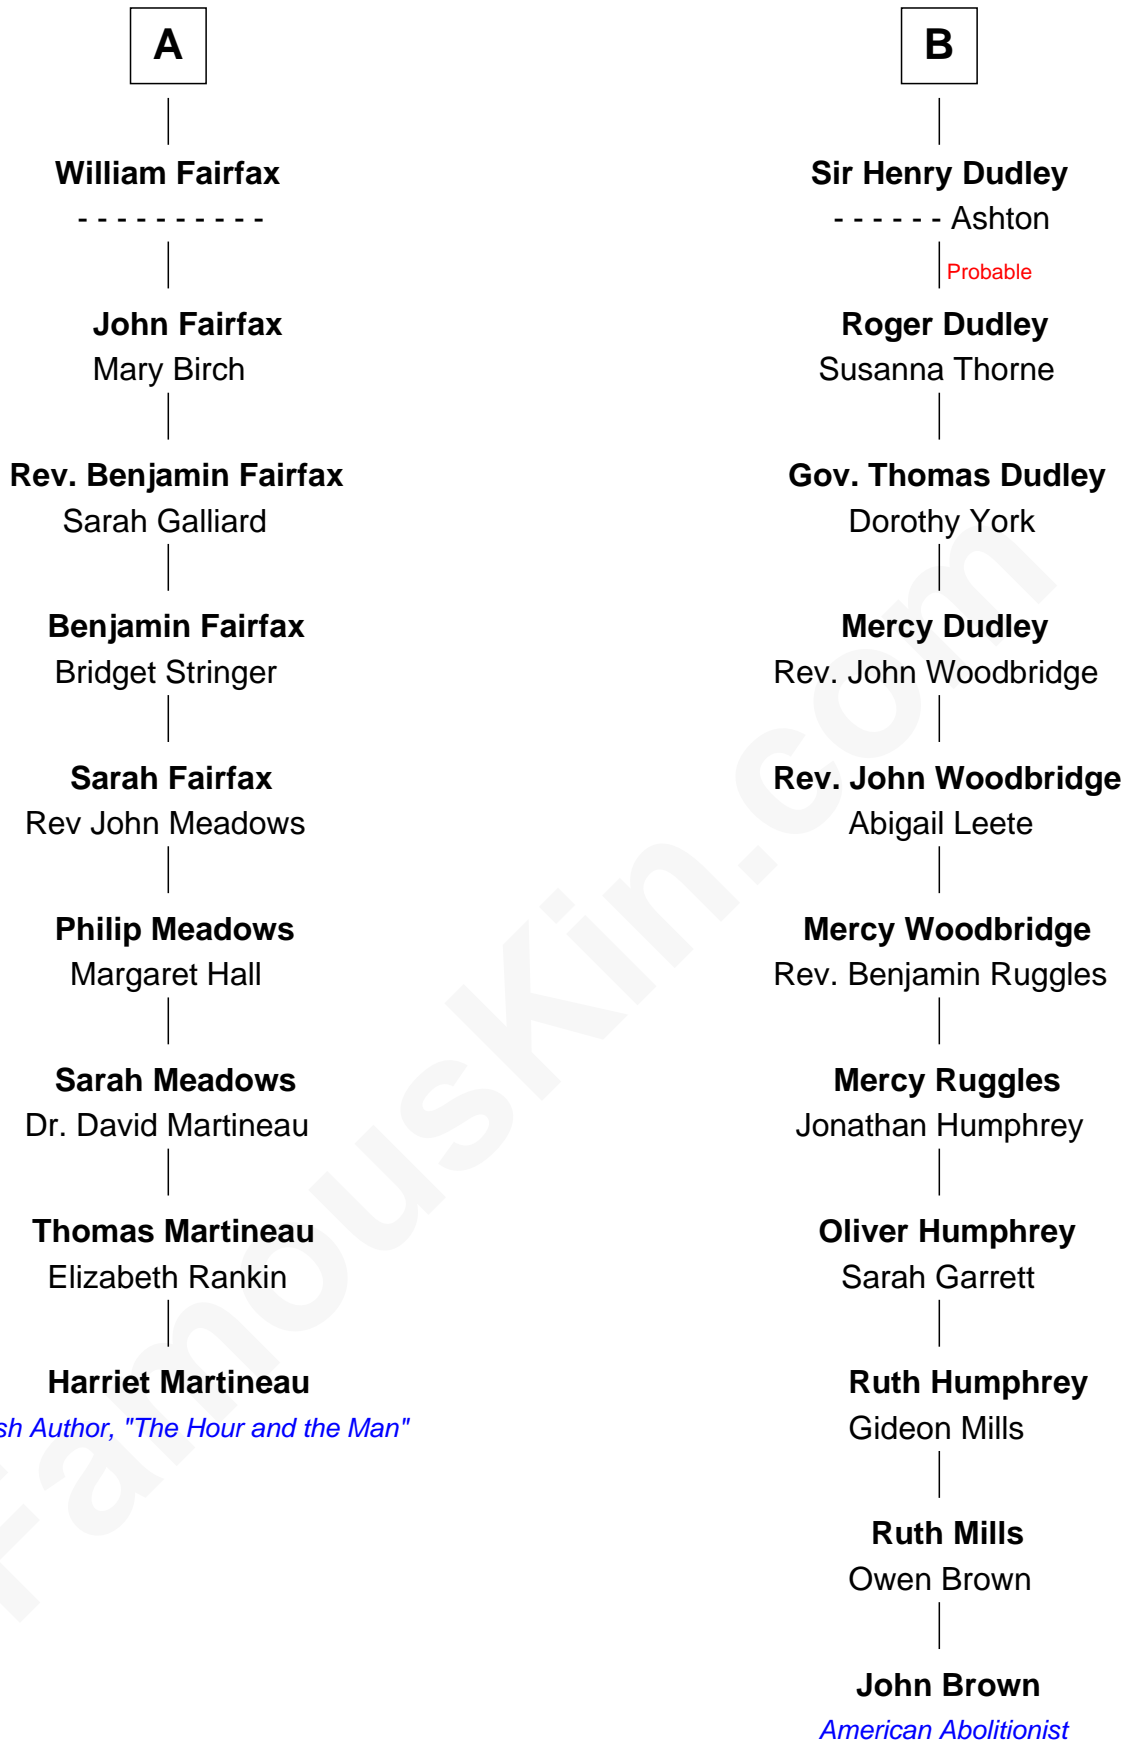 A
William Fairfax
- - - - - - - - - -
John Fairfax
Mary Birch
Rev. Benjamin Fairfax
Sarah Galliard
Benjamin Fairfax
Bridget Stringer
Sarah Fairfax
Rev John Meadows
Philip Meadows
Margaret Hall
Sarah Meadows
Dr. David Martineau
Thomas Martineau
Elizabeth Rankin
Harriet Martineau
sh Author, "The Hour and the Man"
B
Sir Henry Dudley
- - - - - - Ashton
Probable
Roger Dudley
Susanna Thorne
Gov. Thomas Dudley
Dorothy York
Mercy Dudley
Rev. John Woodbridge
Rev. John Woodbridge
Abigail Leete
Mercy Woodbridge
Rev. Benjamin Ruggles
Mercy Ruggles
Jonathan Humphrey
Oliver Humphrey
Sarah Garrett
Ruth Humphrey
Gideon Mills
Ruth Mills
Owen Brown
John Brown
American Abolitionist
FamousKin.com